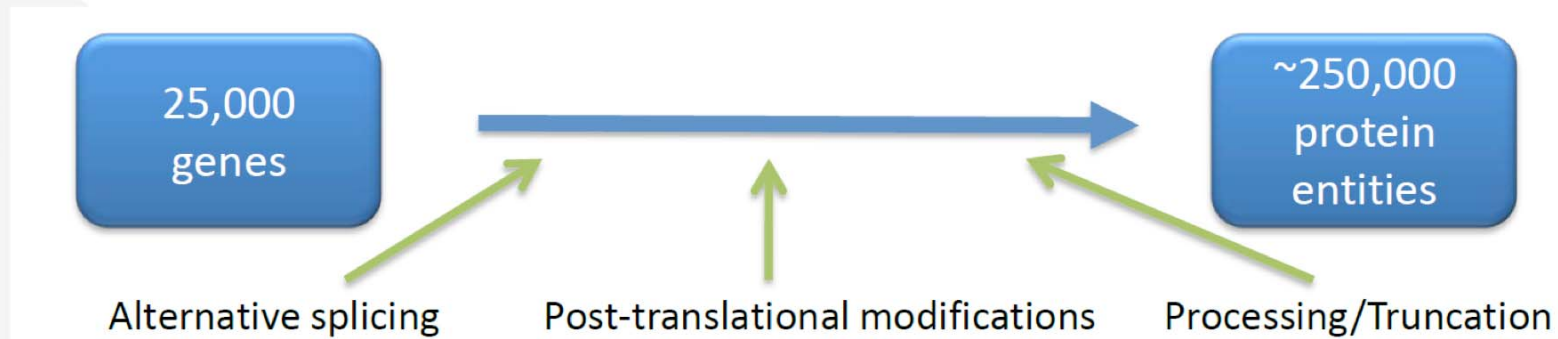 25,000
genes
~250,000
protein
entities
Alternative splicing
Post-translational modifications
Processing/Truncation